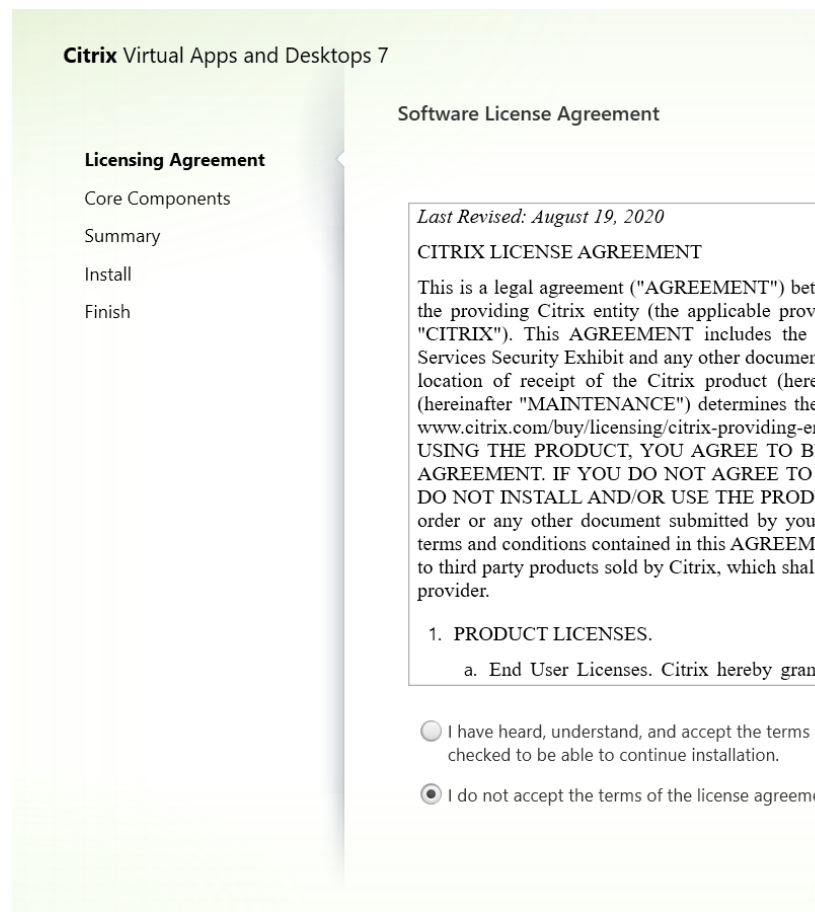 Citrix Virtual Apps and Desktops 7
Licensing Agreement
Core Components
Summary
Install
Finish
Software License Agreement
Last Revised: August 19, 2020
CITRIX LICENSE AGREEMENT
This is a legal agreement ("AGREEMENT") bet
the providing Citrix entity (the applicable prov
"CITRIX"). This AGREEMENT includes the
Services Security Exhibit and any other documen
location of receipt of the Citrix product (here
(hereinafter "MAINTENANCE") determines the
www.citrix.com/buy/licensing/citrix-providing-e
USING THE PRODUCT, YOU AGREE TO B
AGREEMENT. IF YOU DO NOT AGREE TO
DO NOT INSTALL AND/OR USE THE PROD
order or any other document submitted by you
terms and conditions contained in this AGREEM
to third party products sold by Citrix, which shal
provider.
1. PRODUCT LICENSES.
a. End User Licenses. Citrix hereby gran
I have heard, understand, and accept the terms
checked to be able to continue installation.
I do not accept the terms of the license agreeme